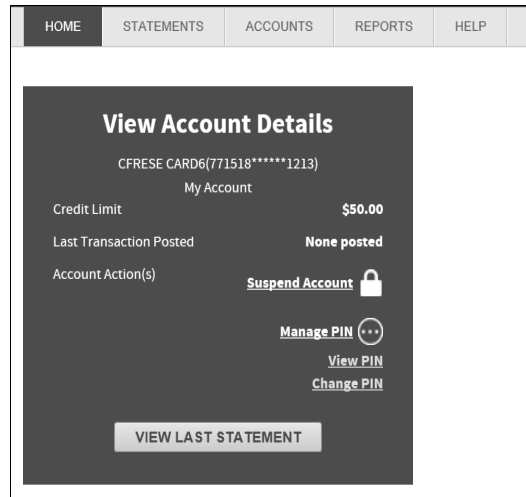 HOME STATEMENTS ACCOUNTS REPORTS HELP
View Account Details
CFRESE CARD6(771518******1213)
My Account
Credit Limit $50.00
Last Transaction Posted None posted
Account Action(s) Suspend Account
Manage PIN
View PIN
Change PIN
VIEW LAST STATEMENT